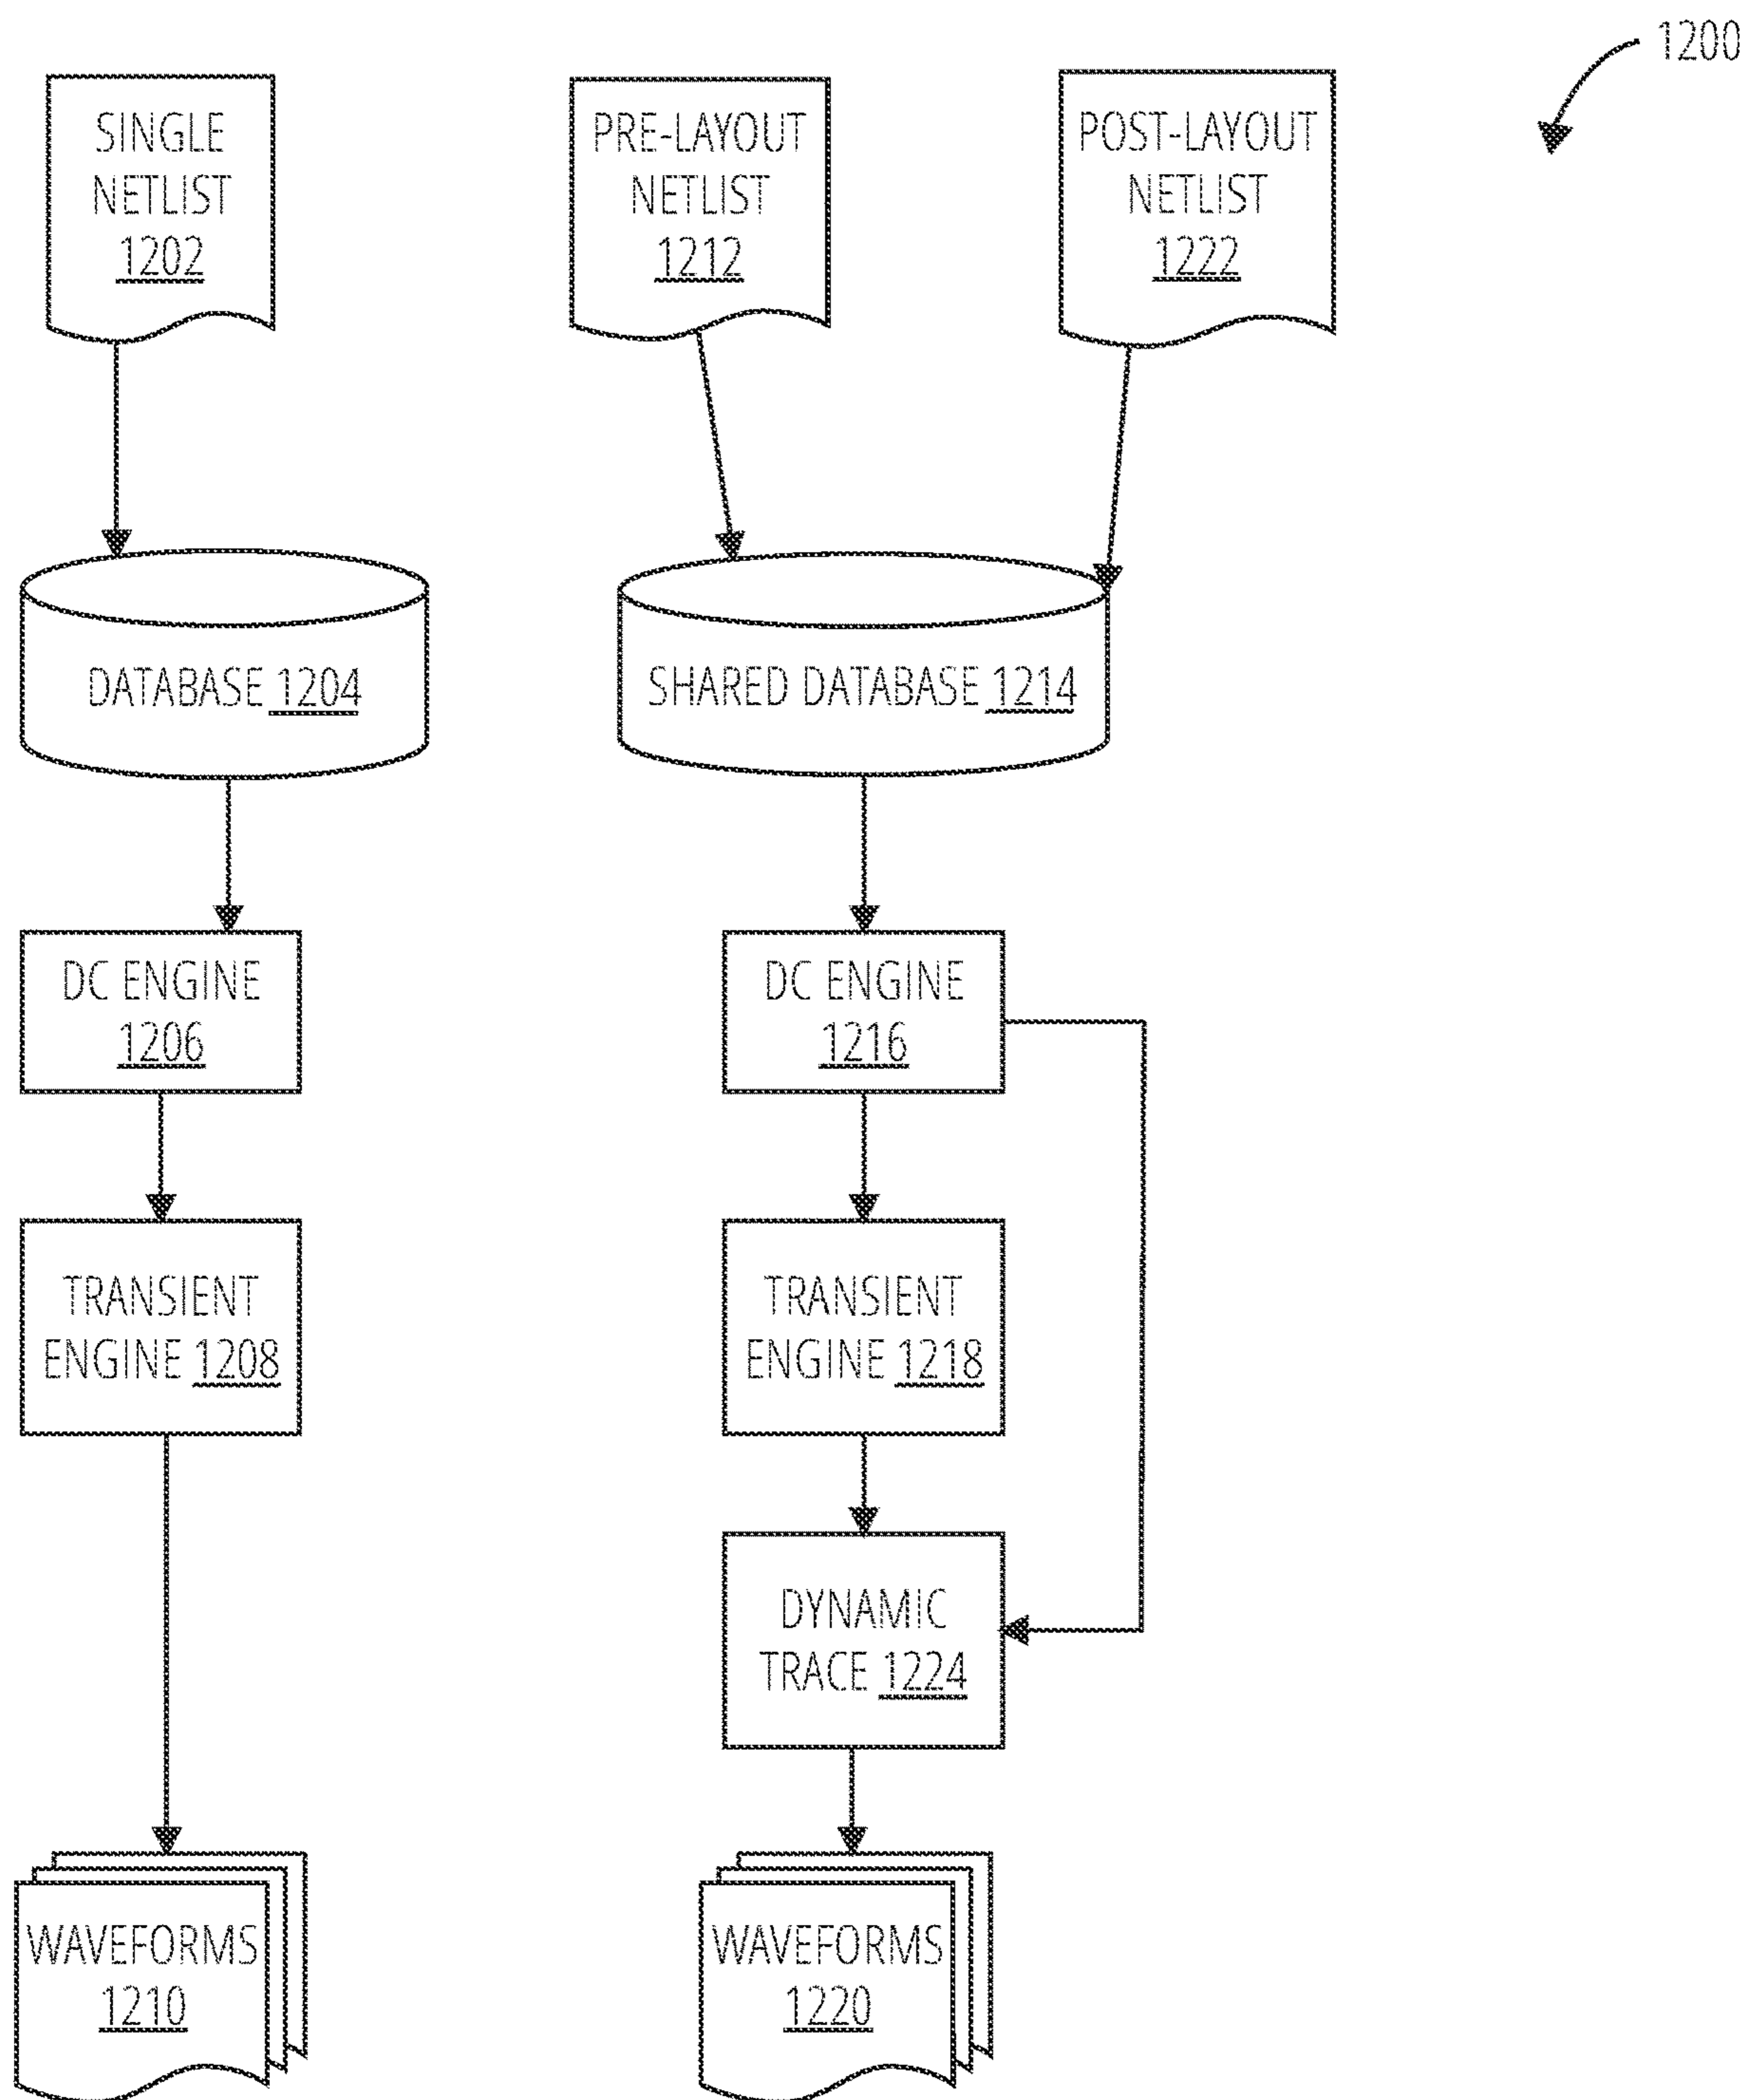 1200
SINGLE
NETLIST
1202
PRE-LAYOUT
NETLIST
1212
POST-LAYOUT
NETLIST
1222
DATABASE 1204
SHARED DATABASE 1214
DC ENGINE
1206
DC ENGINE
1216
TRANSIENT
ENGINE 1208
TRANSIENT
ENGINE 1218
DYNAMIC
TRACE 1224
WAVEFORMS
1210
WAVEFORMS
1220